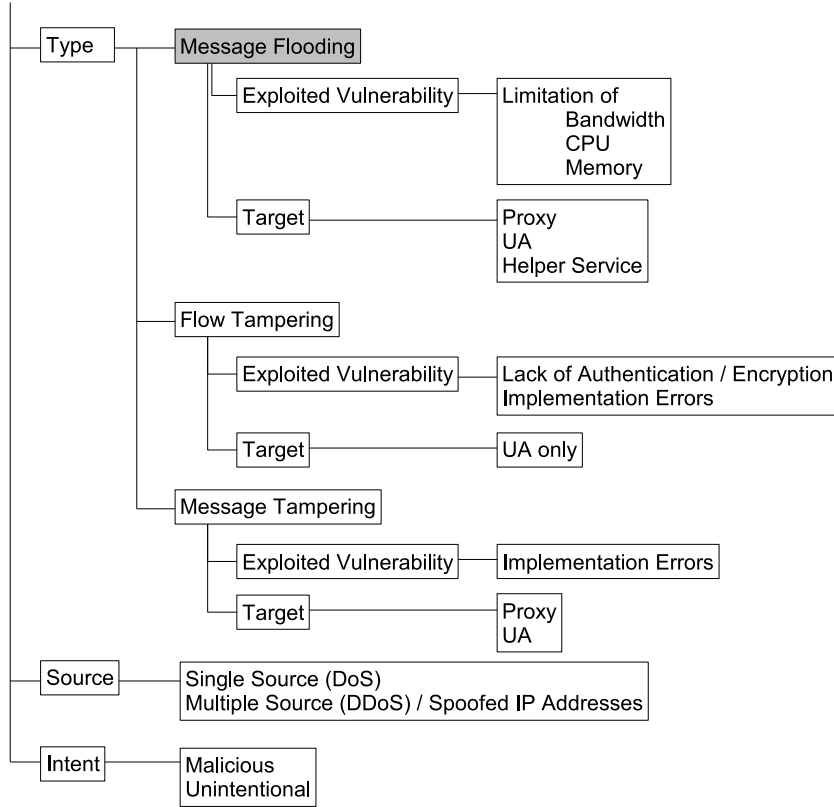 Type
Message Flooding
Exploited Vulnerability
Limitation of
Bandwidth
CPU
Memory
Target
Proxy
UA
Helper Service
Flow Tampering
Exploited Vulnerability
Lack of Authentication / Encryption
Implementation Errors
Target
UA only
Message Tampering
Exploited Vulnerability
Implementation Errors
Target
Proxy
UA
Source
Single Source (DoS)
Multiple Source (DDoS) / Spoofed IP Addresses
Intent
Malicious
Unintentional